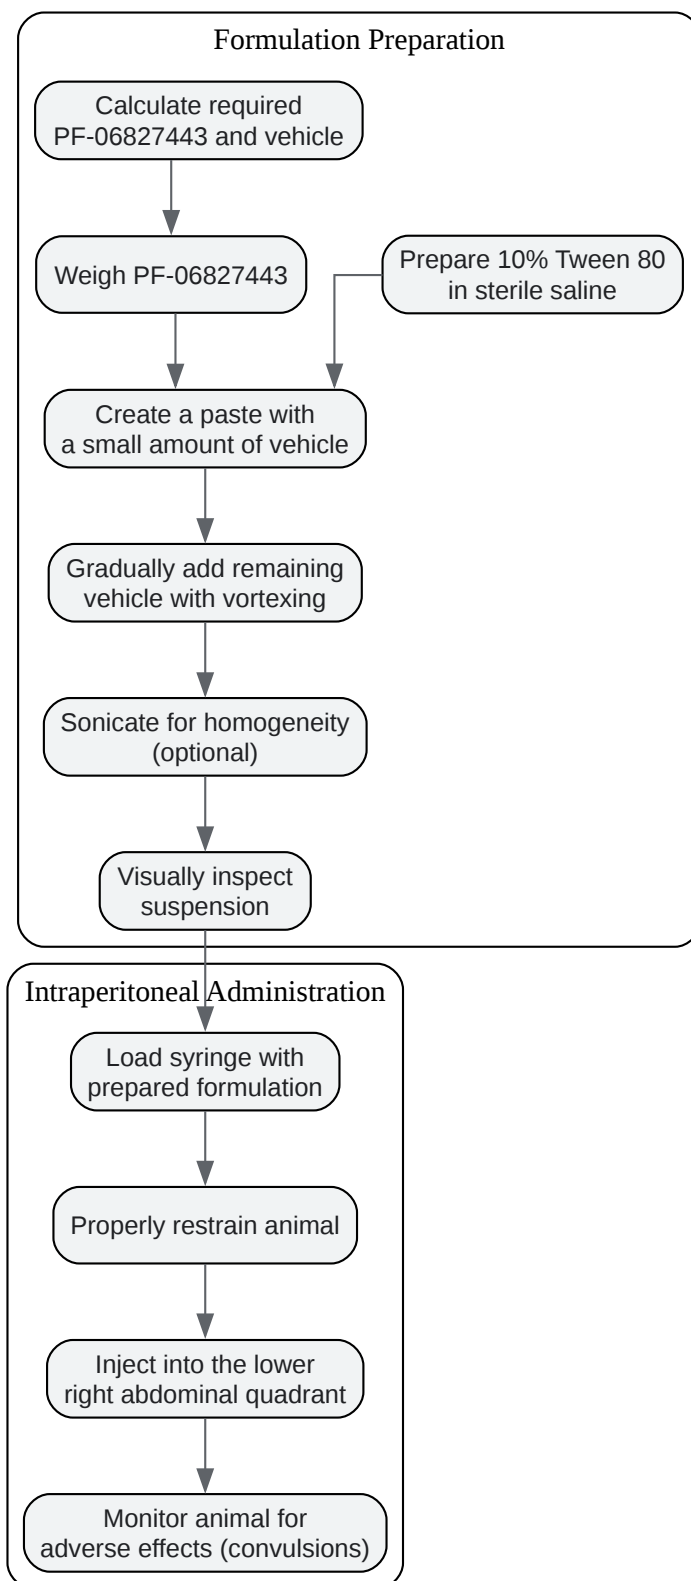 Formulation Preparation
Calculate required
PF-06827443 and vehicle
Weigh PF-06827443
Prepare 10% Tween 80
in sterile saline
Create a paste with
a small amount of vehicle
Gradually add remaining
vehicle with vortexing
Sonicate for homogeneity
(optional)
Visually inspect
suspension
Intraperitoneal Administration
Load syringe with
prepared formulation
Properly restrain animal
Inject into the lower
right abdominal quadrant
Monitor animal for
adverse effects (convulsions)